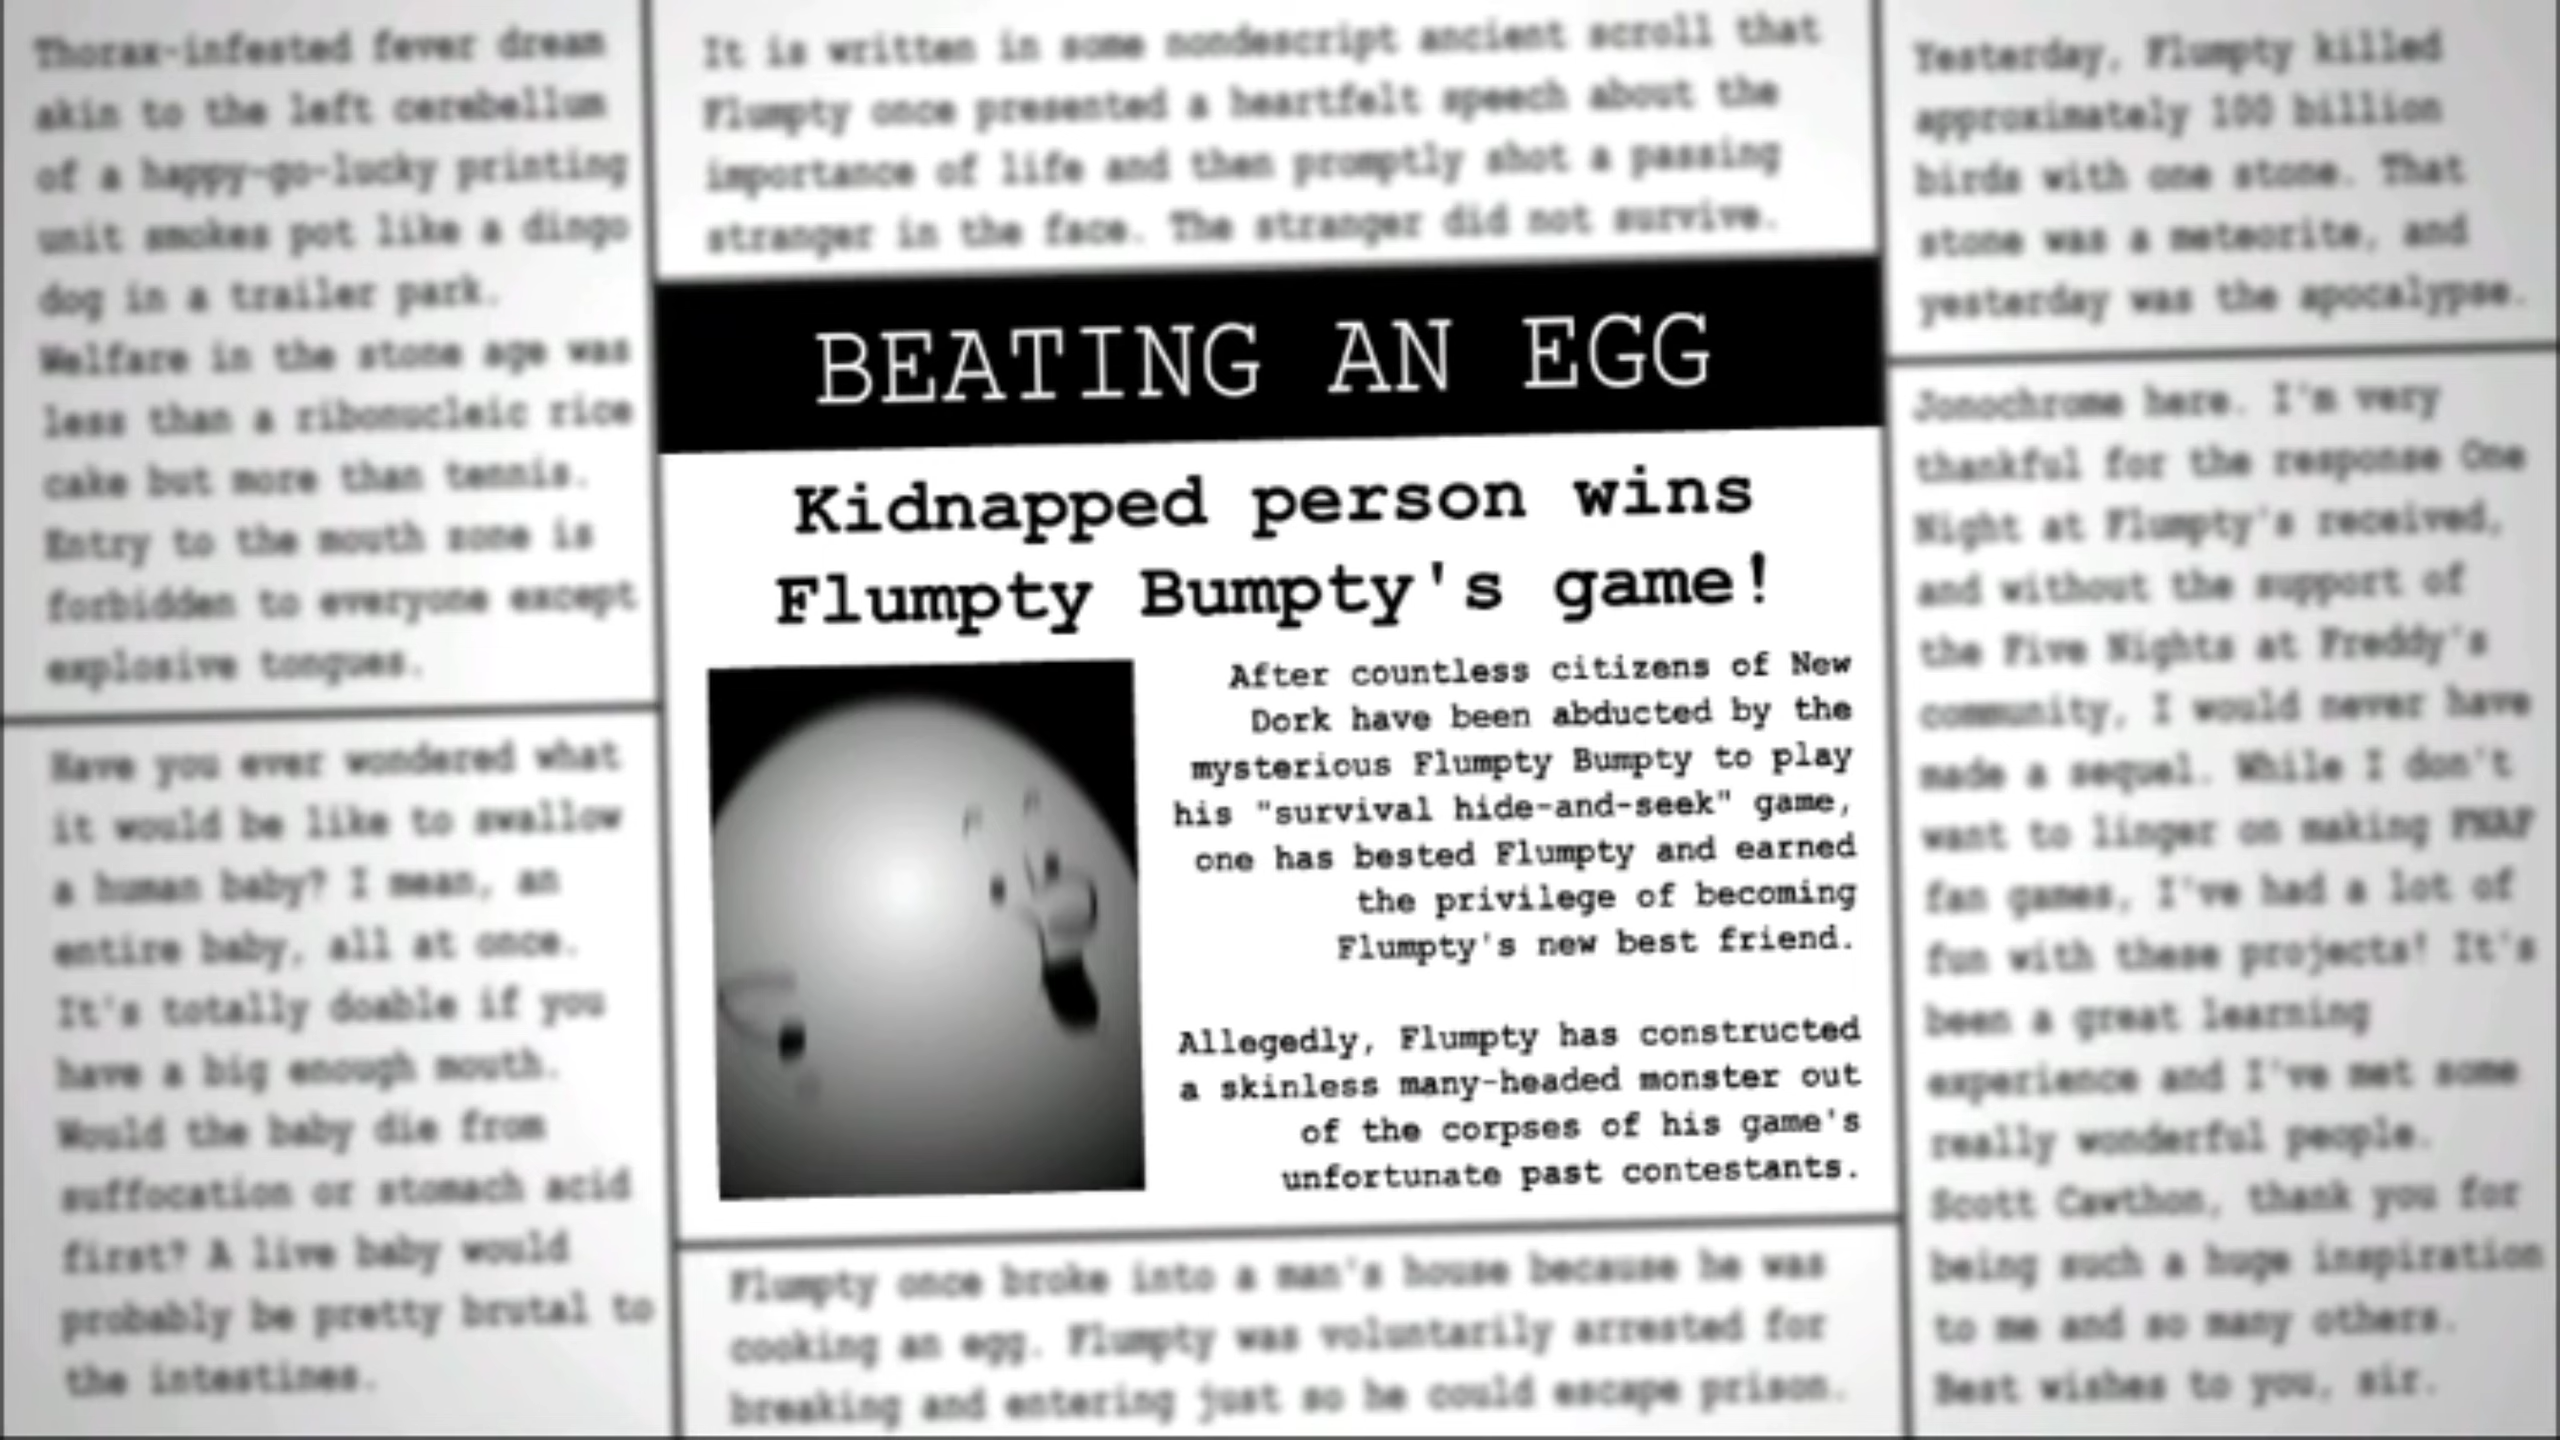 Thorax-infested fever dream
akin to the left cerebellum
of a happy-go-lucky printing
unit smokes pot like a dingo
dog in a trailer park.
Welfare in the stone age was
less than a ribonucleic rice
cake but more than tennis.
Entry to the mouth zone is
forbidden to everyone except
explosive tongues.
Have you ever wondered what
it would be like to swallow
a human baby? I mean, an
entire baby, all at once.
It's totally doable if you
have a big enough mouth.
Would the baby die from
suffocation or stomach acid
first? A live baby would
probably be pretty brutal to
the intestines.
It is written in some nondescript ancient scroll that
Flumpty once presented a heartfelt speech about the
importance of life and then promptly shot a passing
stranger in the face. The stranger did not survive.
BEATING AN EGG
Kidnapped person wins
Flumpty Bumpty's game!
After countless citizens of New
Dork have been abducted by the
mysterious Flumpty Bumpty to play
his "survival hide-and-seek" game,
one has bested Flumpty and earned
the privilege of becoming
Flumpty's new best friend.
Allegedly, Flumpty has constructed
a skinless many-headed monster out
of the corpses of his game's
unfortunate past contestants.
Flumpty once broke into a man's house because he was
cooking an egg. Flumpty was voluntarily arrested for
breaking and entering just so he could escape prison.
Yesterday, Flumpty killed
approximately 100 billion
birds with one stone. That
stone was a meteorite, and
yesterday was the apocalypse.
Jonochrome here. I'm very
thankful for the response One
Night at Flumpty's received,
and without the support of
the Five Nights at Freddy's
community, I would never have
made a sequel. While I don't
want to linger on making FNAF
fan games, I've had a lot of
fun with these projects! It's
been a great learning
experience and I've met some
really wonderful people.
Scott Cawthon, thank you for
being such a huge inspiration
to me and so many others.
Best wishes to you, sir.